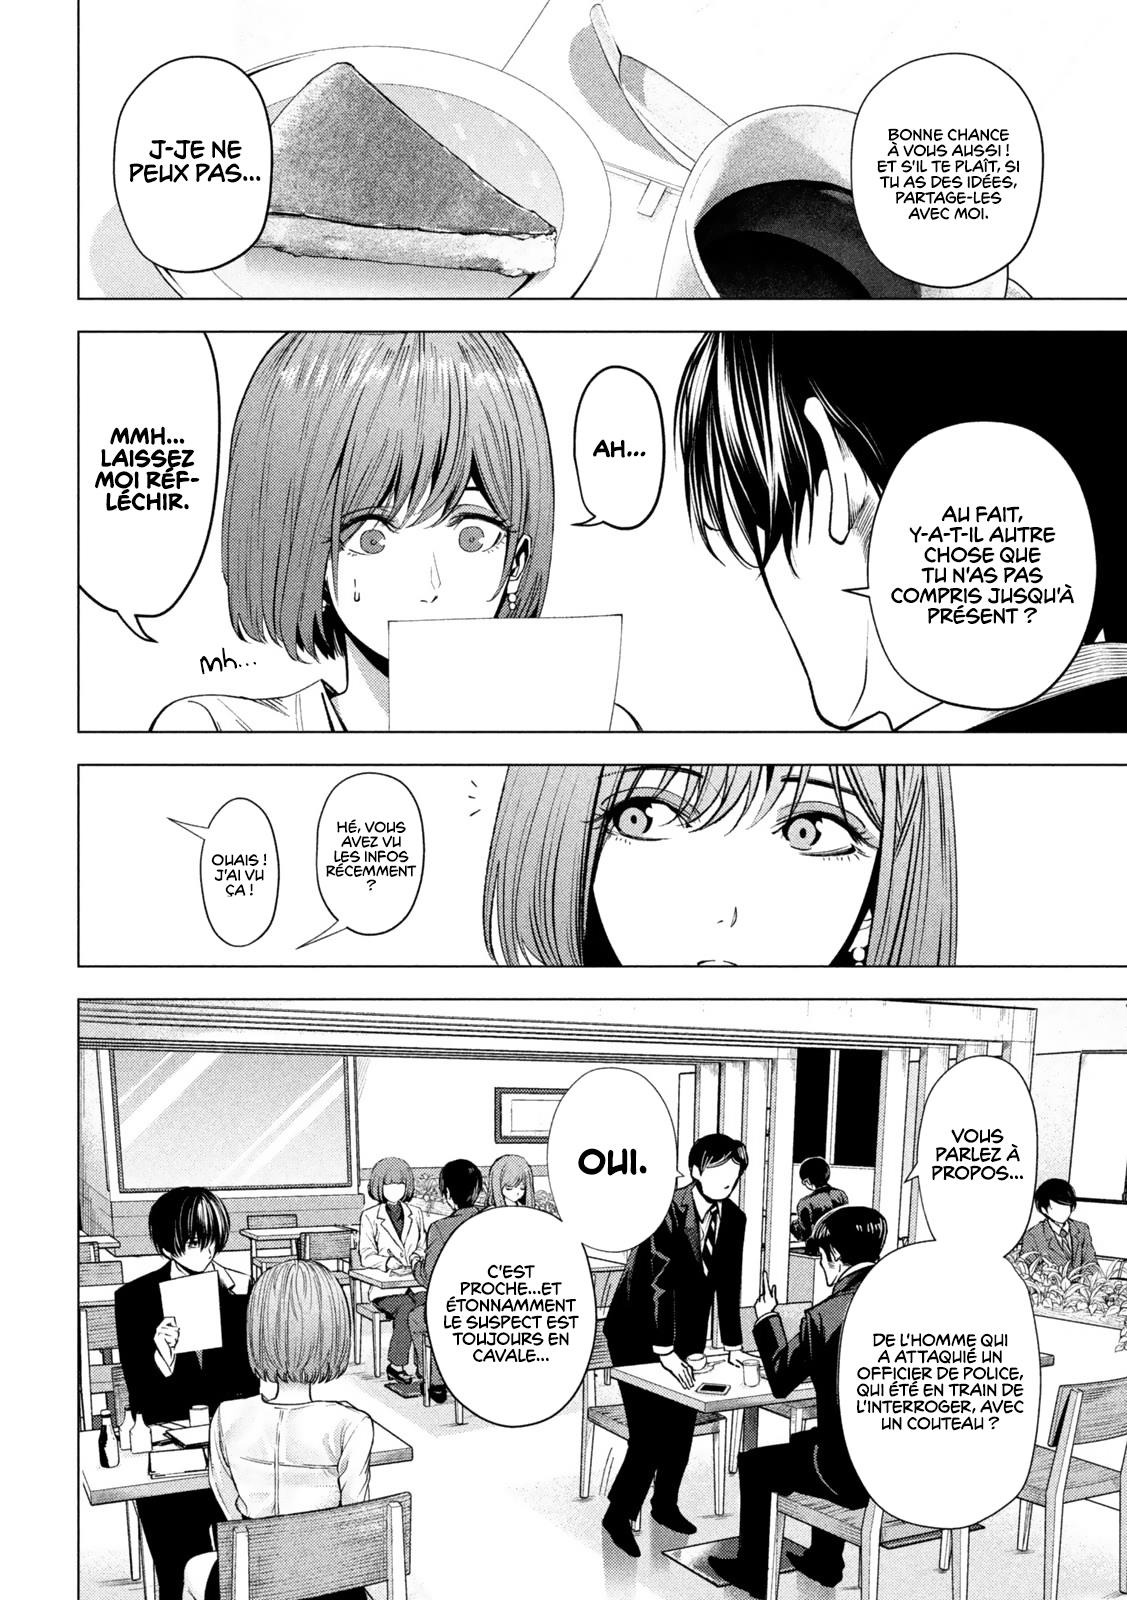 BONNE CHANCE
À VOUS AUSSI !
ET S'IL TE PLAÎT, SI
TU AS DES IDÉES,
PARTAGE-LES
AVEC MOI.
J-JE NE
PEUX PAS...
AU FAIT,
Y-A-T-IL AUTRE
CHOSE QUE
TU N'AS PAS
COMPRIS JUSQU'À
PRÉSENT ?
AH...
MMH...
LAISSEZ
MOI RÉF-
LÉCHIR.
Mh...
HÉ, VOUS
AVEZ VU
LES INFOS
RÉCEMMENT
?
OUAIS !
J'AI VU
ÇA !
VOUS
PARLEZ À
PROPOS...
DE L'HOMME QUI
A ATTAQUÉ UN
OFFICIER DE POLICE,
QUI ÉTÉ EN TRAIN DE
L'INTERROGER, AVEC
UN COUTEAU ?
OUI.
C'EST
PROCHE...ET
ÉTONNAMMENT
LE SUSPECT EST
TOUJOURS EN
CAVALE...